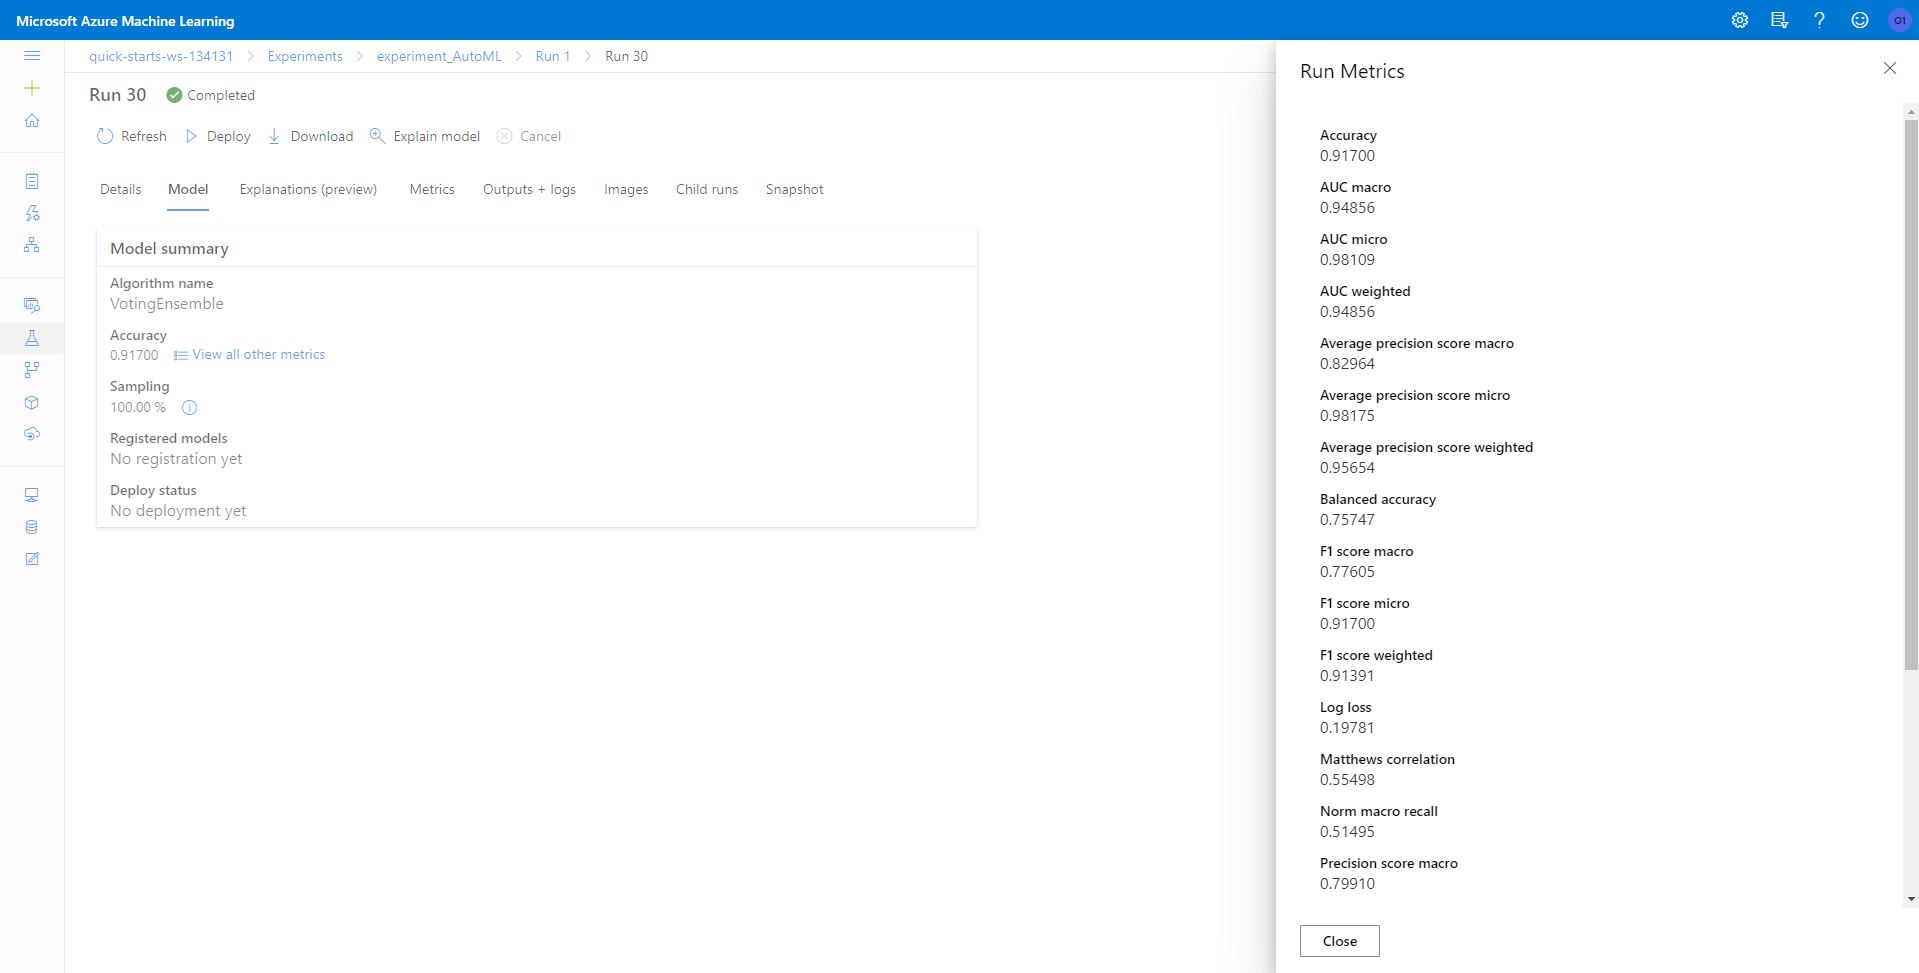 Microsoft Azure Machine Learning
O1
quick-starts-ws-134131 > Experiments > experiment_AutoML > Run 1 > Run 30
Run 30 Completed
Refresh Deploy Download Explain model Cancel
Details Model Explanations (preview) Metrics Outputs + logs Images Child runs Snapshot
Model summary
Algorithm name
VotingEnsemble
Accuracy
0.91700 View all other metrics
Sampling
100.00 %
Registered models
No registration yet
Deploy status
No deployment yet
Run Metrics
Accuracy
0.91700
AUC macro
0.94856
AUC micro
0.98109
AUC weighted
0.94856
Average precision score macro
0.82964
Average precision score micro
0.98175
Average precision score weighted
0.95654
Balanced accuracy
0.75747
F1 score macro
0.77605
F1 score micro
0.91700
F1 score weighted
0.91391
Log loss
0.19781
Matthews correlation
0.55498
Norm macro recall
0.51495
Precision score macro
0.79910
Close